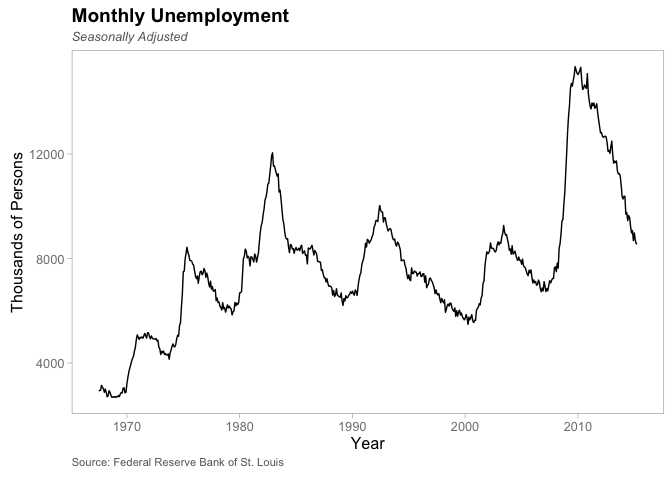 Monthly Unemployment
Seasonally Adjusted
Thousands of Persons
12000
8000
4000
1970 1980 1990 2000 2010
Year
Source: Federal Reserve Bank of St. Louis